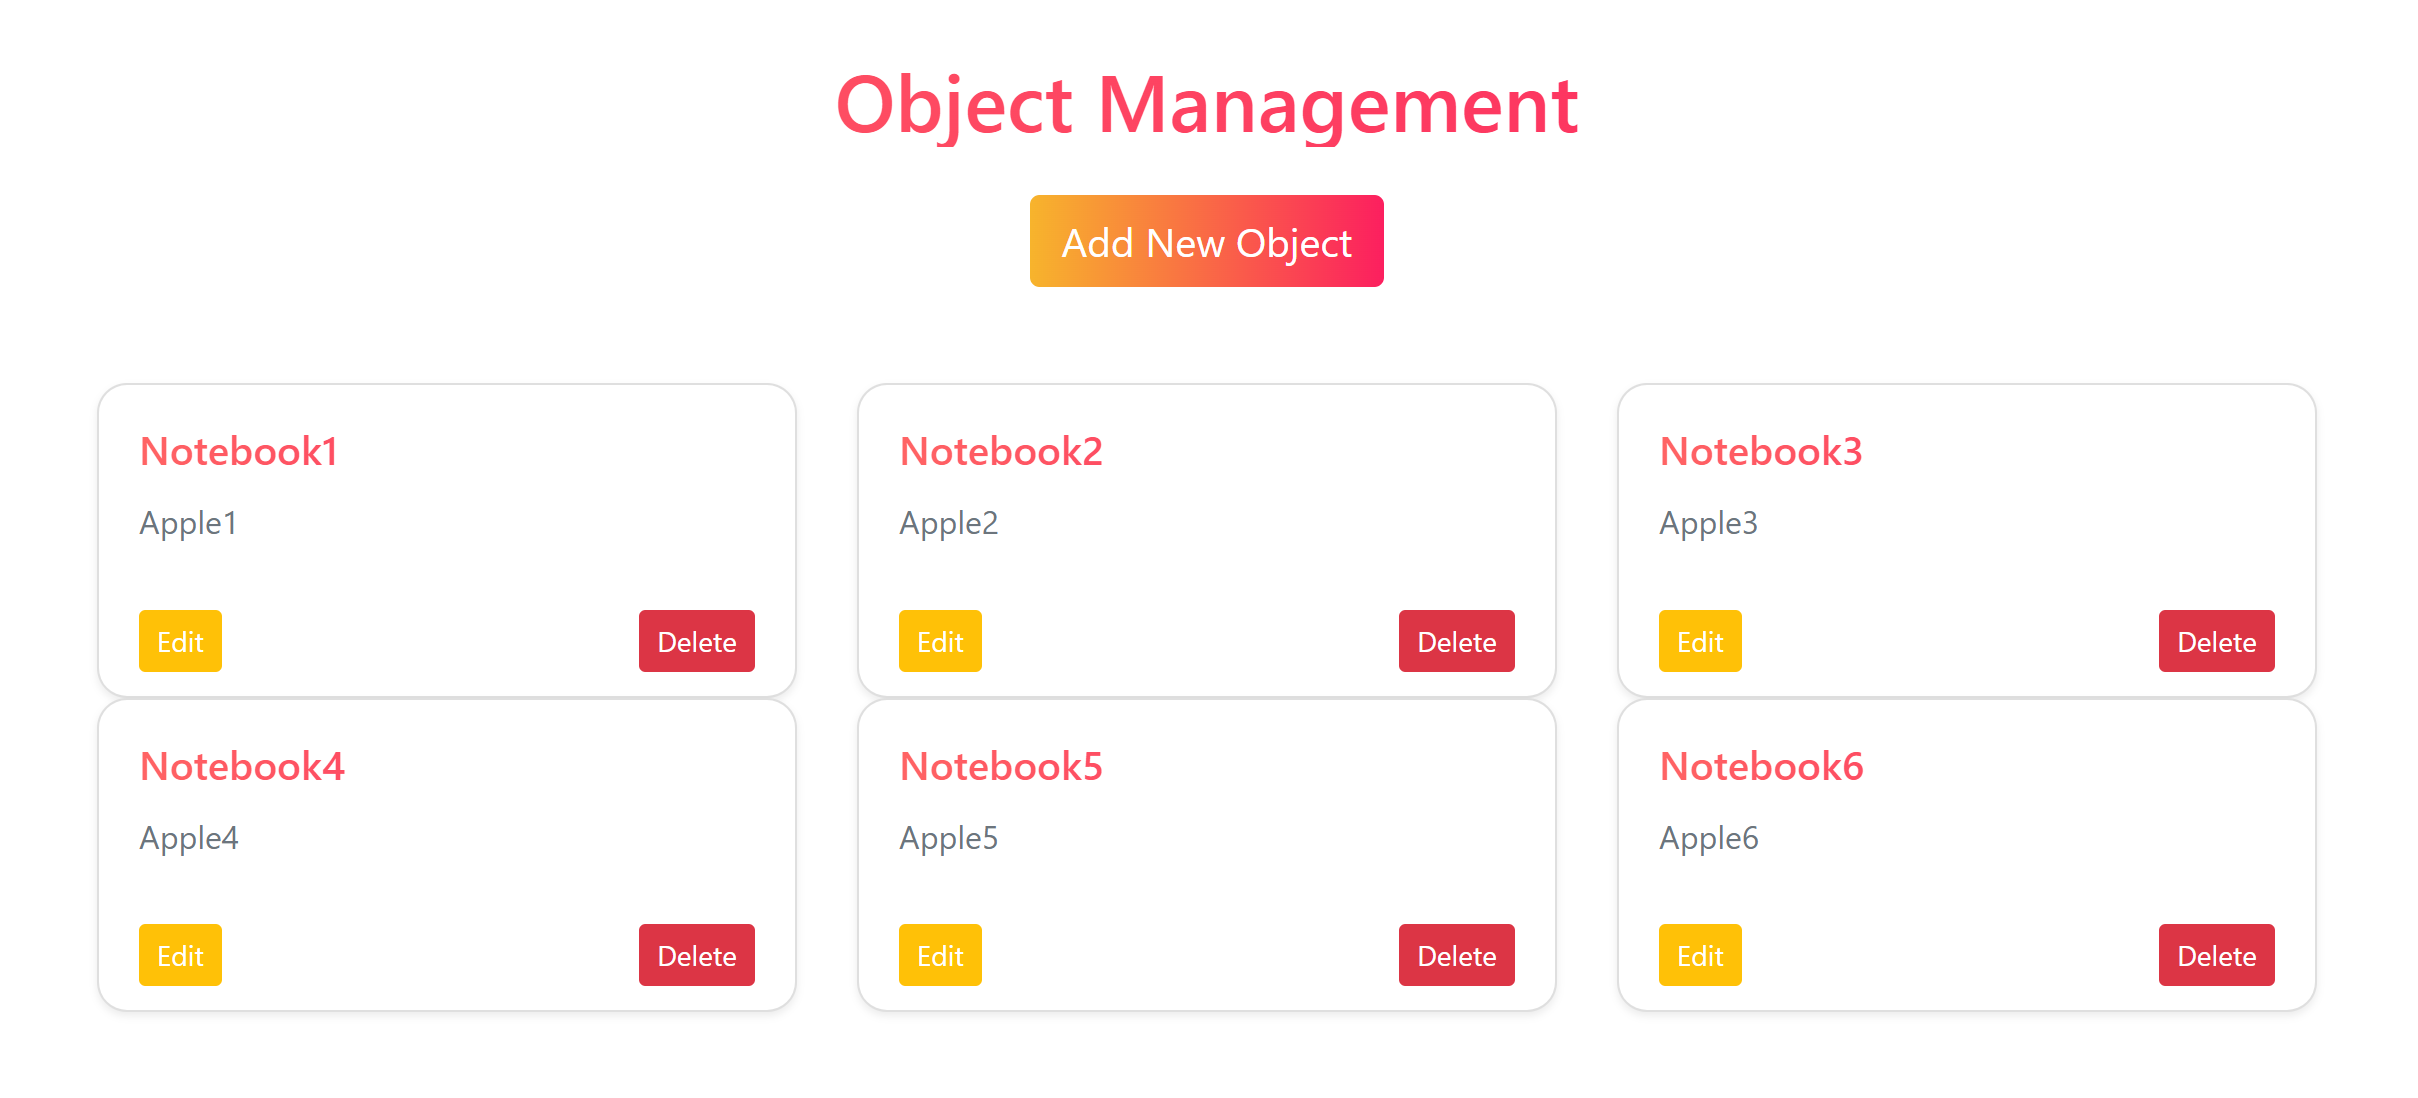 Object Management
Add New Object
Notebook1
Apple1
Edit
Delete
Notebook2
Apple2
Edit
Delete
Notebook3
Apple3
Edit
Delete
Notebook4
Apple4
Edit
Delete
Notebook5
Apple5
Edit
Delete
Notebook6
Apple6
Edit
Delete